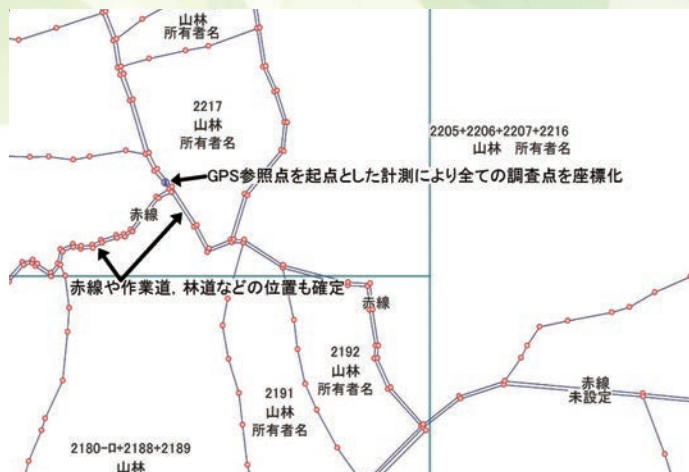 山林
所有者名
2217
山林
所有者名
2205+2206+2207+2216
山林 所有者名
GPS参照点を起点とした計測により全ての調査点を座標化
赤線
赤線や作業道，林道などの位置も確定
赤線
2192
山林
所有者名
2191
山林
所有者名
赤線
未設定
2180-ロ+2188+2189
山林